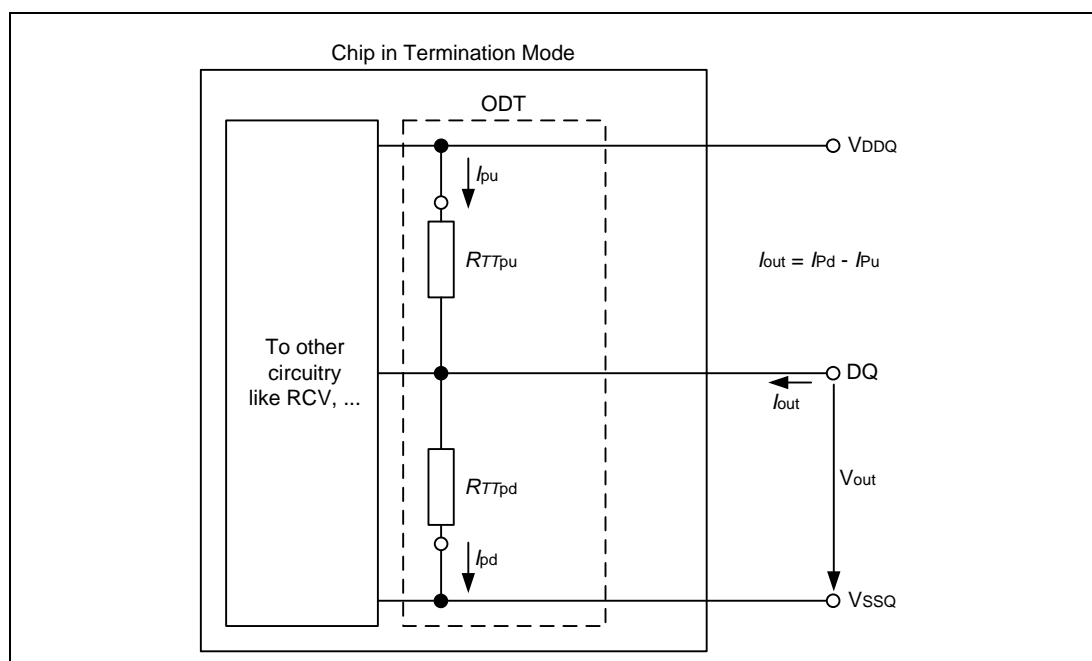 Chip in Termination Mode
ODT
VDDQ
Ipu
RTTpu
Iout = IPd - IPu
To other
circuitry
like RCV, ...
DQ
Iout
RTTpd
Vout
Ipd
VSSQ